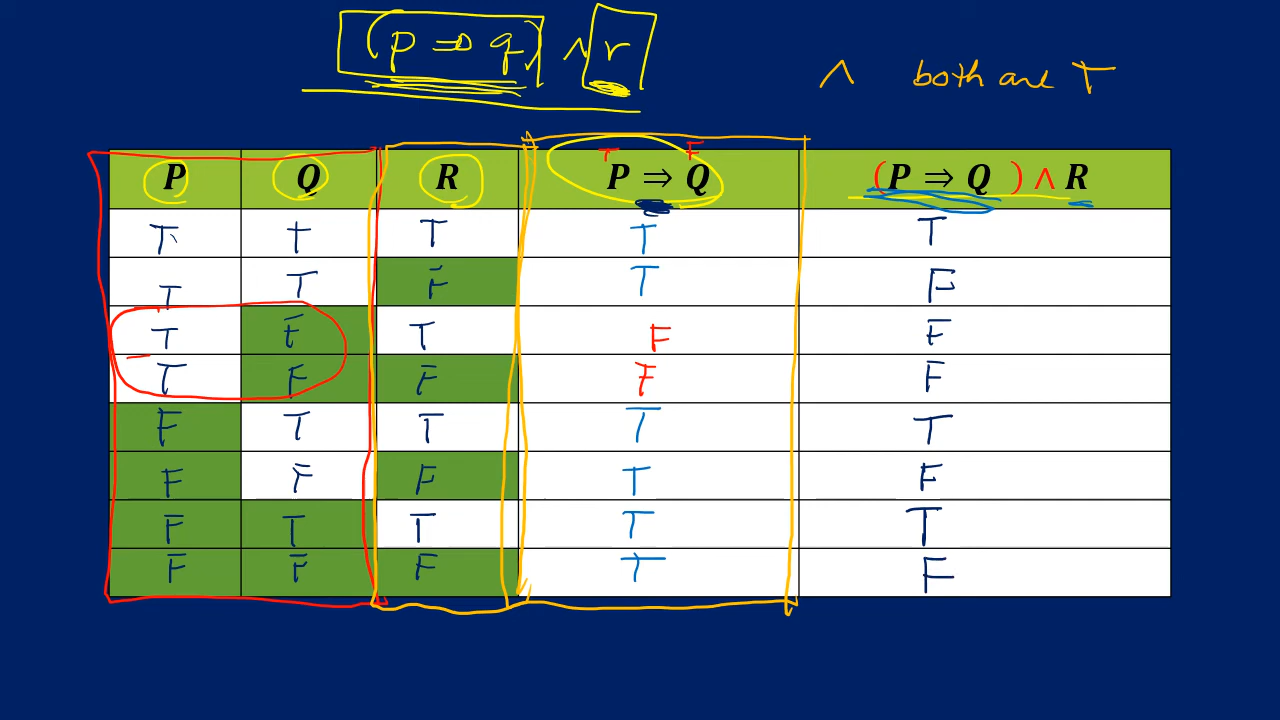 (p ⇒ q) ∧ r
∧ both are T
T F
P Q R P ⇒ Q (P ⇒ Q ) ∧ R
T t T T T
T T F T F
T F T F F
T F F F F
F T T T T
F F F T F
F T T T T
F F F T F